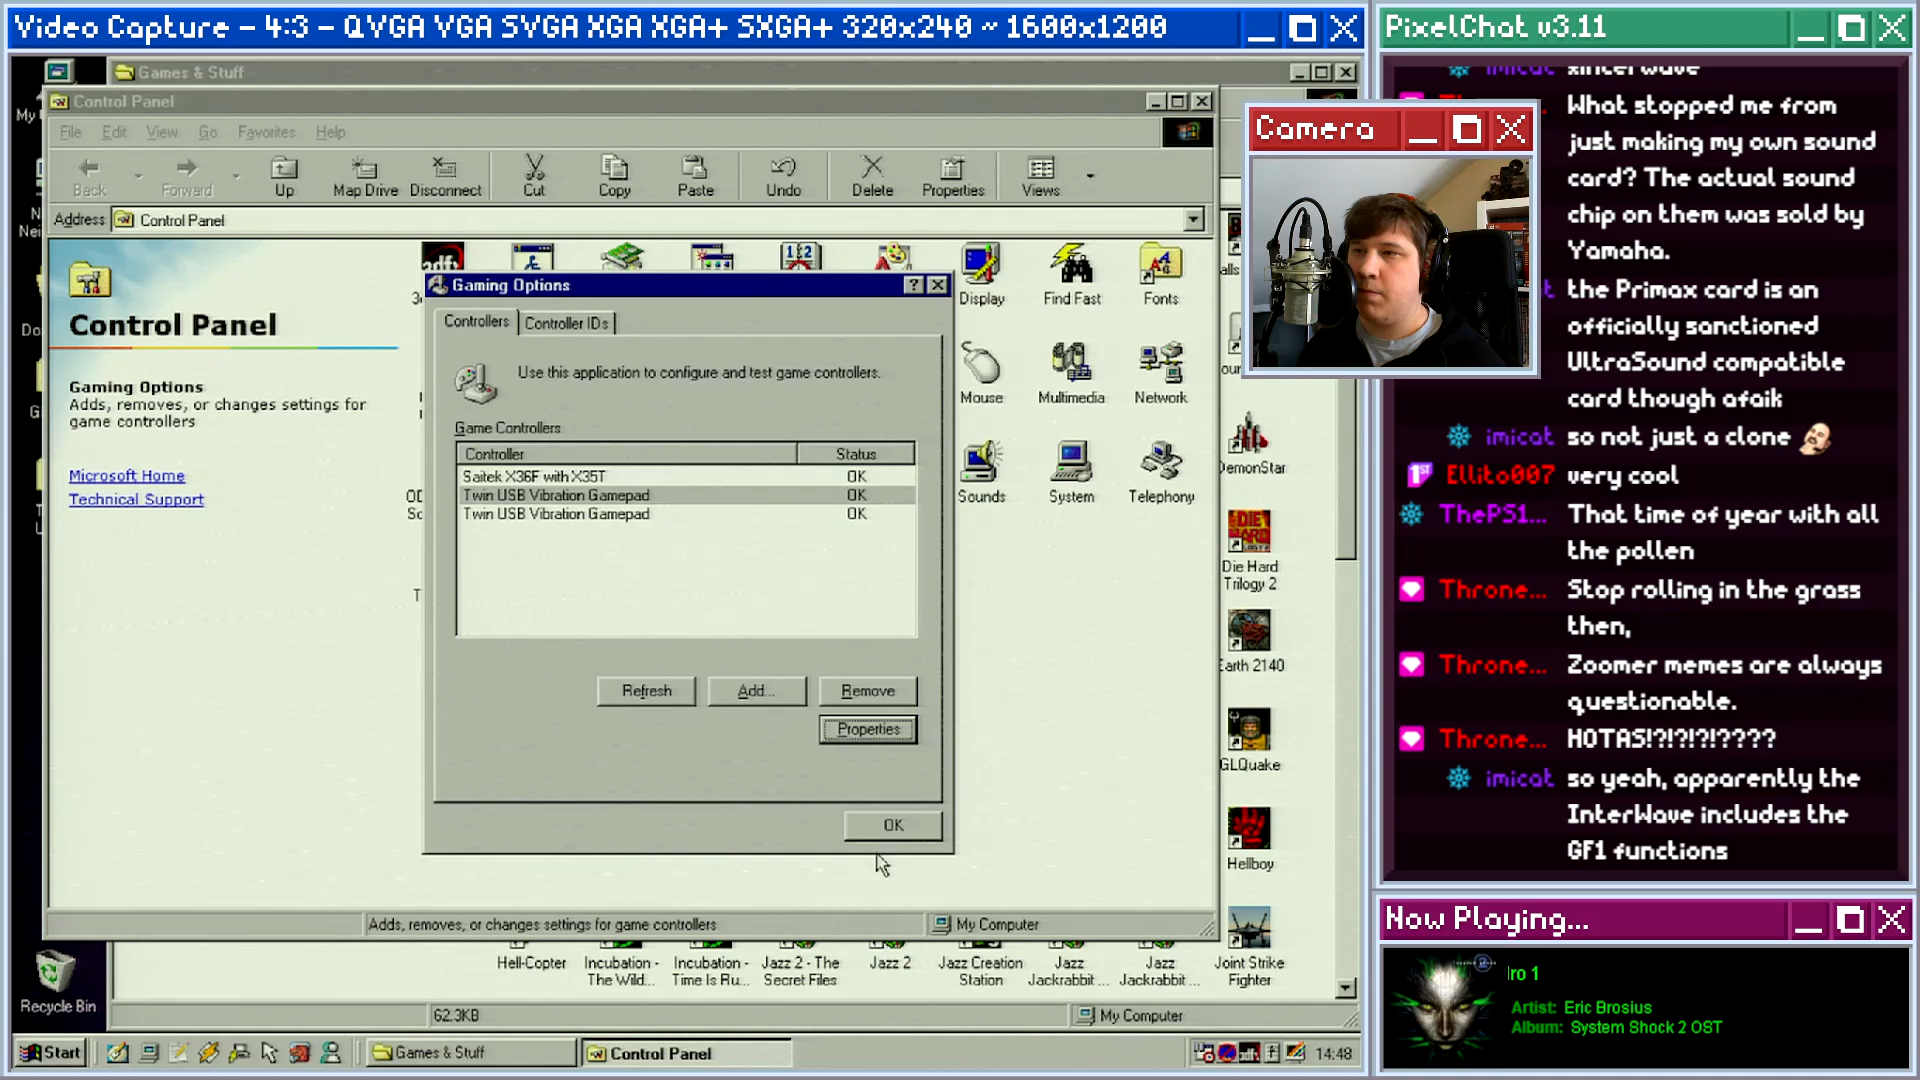 Video Capture - 4:3 - QVGA VGA SVGA XGA XGA+ SXGA+ 320x240 ~ 1600x1200
Games & Stuff
Control Panel
File Edit View Go Favorites Help
Back Forward Up Map Drive Disconnect Cut Copy Paste Undo Delete Properties Views
Address Control Panel
Control Panel
Gaming Options
Adds, removes, or changes settings for
game controllers
Microsoft Home
Technical Support
Display
Find Fast
Fonts
Mouse
Multimedia
Network
Sounds
System
Telephony
Gaming Options
Controllers
Controller IDs
Use this application to configure and test game controllers.
Game Controllers
Controller Status
Saitek X36F with X35T OK
Twin USB Vibration Gamepad OK
Twin USB Vibration Gamepad OK
Refresh
Add...
Remove
Properties
OK
Adds, removes, or changes settings for game controllers
My Computer
DemonStar
Die Hard
Trilogy 2
Earth 2140
GLQuake
Hellboy
Hell-Copter
Incubation -
The Wild...
Incubation -
Time Is Ru...
Jazz 2 - The
Secret Files
Jazz 2
Jazz Creation
Station
Jazz
Jackrabbit ...
Jazz
Jackrabbit ...
Joint Strike
Fighter
Recycle Bin
62.3KB
My Computer
Start
Games & Stuff
Control Panel
14:48
Camera
PixelChat v3.11
imicat xinterwave
What stopped me from
just making my own sound
card? The actual sound
chip on them was sold by
Yamaha.
the Primax card is an
officially sanctioned
UltraSound compatible
card though afaik
imicat so not just a clone
Ellito007 very cool
ThePS1... That time of year with all
the pollen
Throne... Stop rolling in the grass
then,
Throne... Zoomer memes are always
questionable.
Throne... HOTAS!?!?!?!????
imicat so yeah, apparently the
InterWave includes the
GF1 functions
Now Playing...
Iro 1
Artist: Eric Brosius
Album: System Shock 2 OST